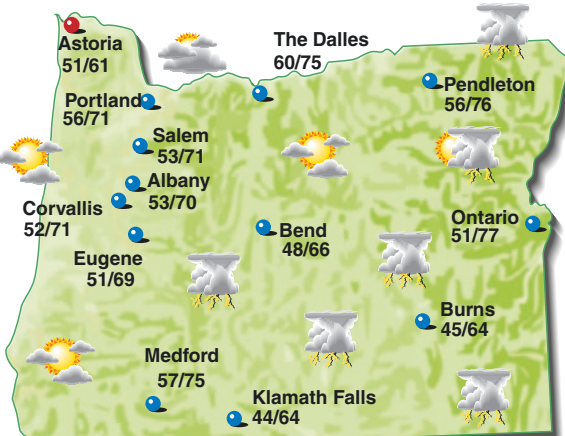 Astoria
51/61
The Dalles
60/75
Pendleton
56/76
Portland
56/71
Salem
53/71
Albany
53/70
Corvallis
52/71
Eugene
51/69
Bend
48/66
Ontario
51/77
Burns
45/64
Medford
57/75
Klamath Falls
44/64